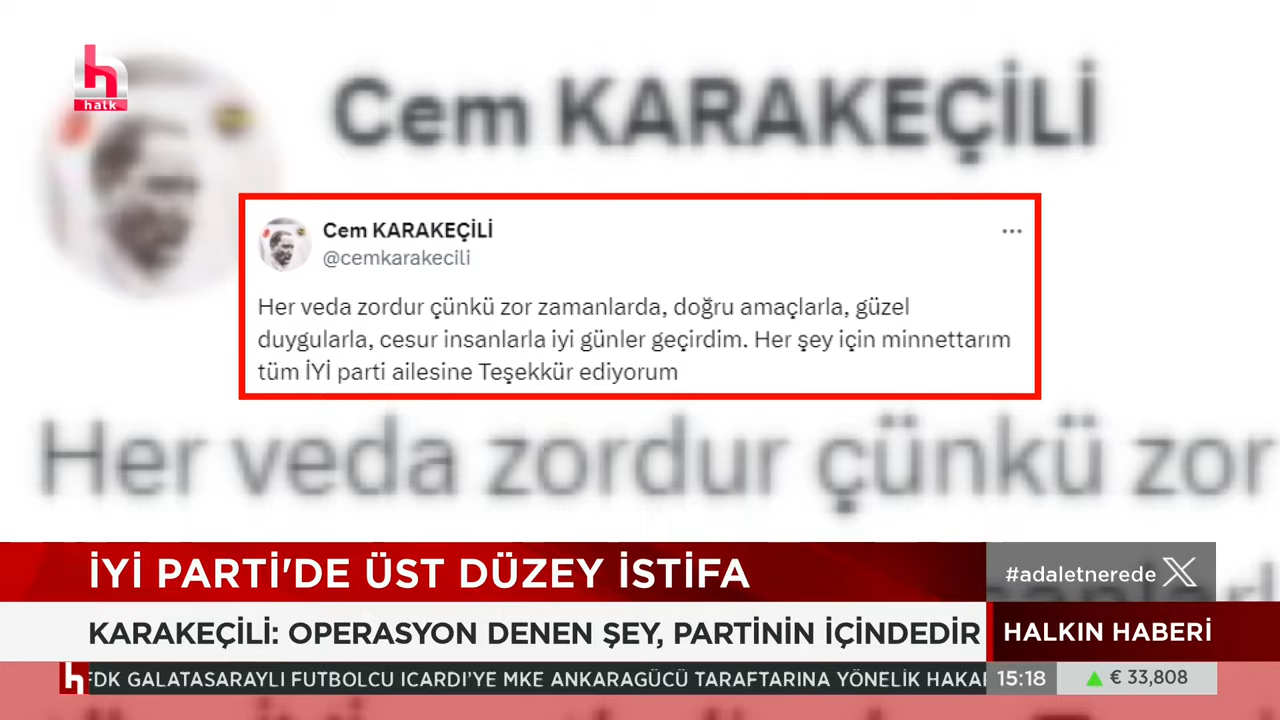 h
halk
Cem KARAKEÇİLİ
Cem KARAKEÇİLİ
@cemkarakecili
Her veda zordur çünkü zor zamanlarda, doğru amaçlarla, güzel
duygularla, cesur insanlarla iyi günler geçirdim. Her şey için minnettarım
tüm İYİ parti ailesine Teşekkür ediyorum
Her veda zordur çünkü zor
İYİ PARTİ'DE ÜST DÜZEY İSTİFA
#adaletnerede X
KARAKEÇİLİ: OPERASYON DENEN ŞEY, PARTİNİN İÇİNDEDİR
HALKIN HABERİ
h FDK GALATASARAYLI FUTBOLCU ICARDI'YE MKE ANKARAGÜCÜ TARAFTARINA YÖNELİK HAKA
15:18
€ 33,808